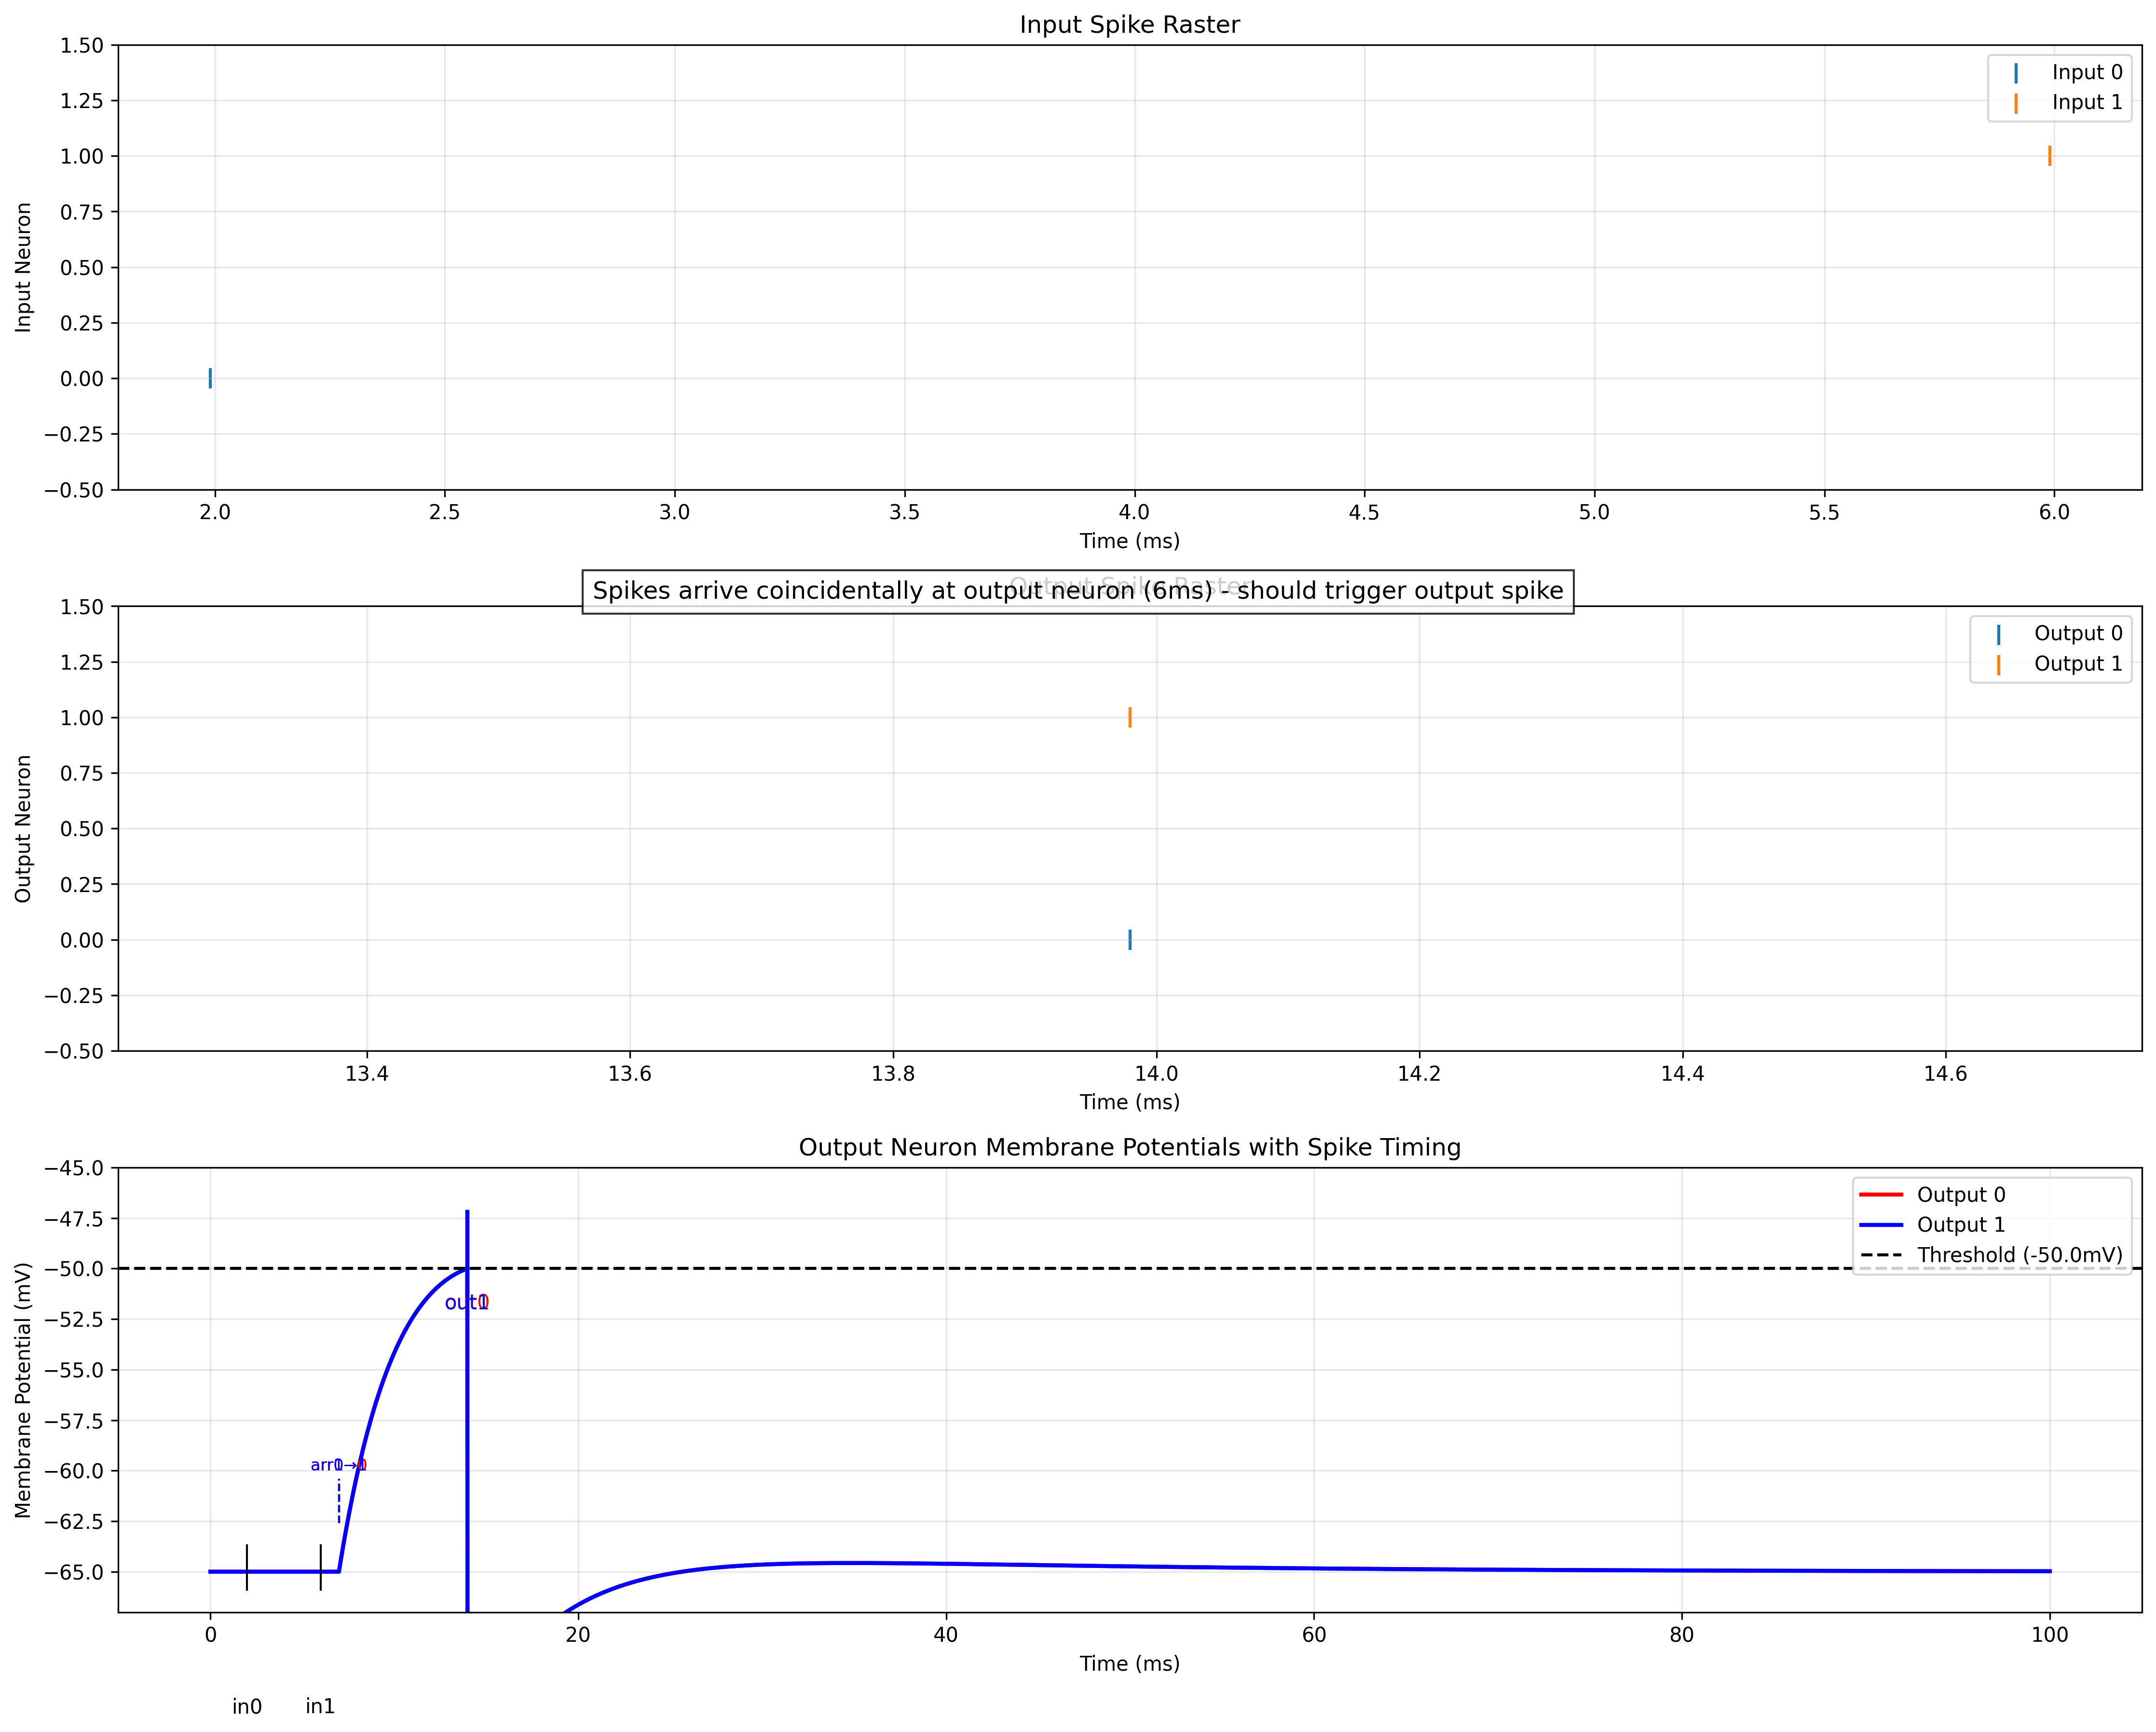 Input Spike Raster
1.50
1.25
1.00
0.75
0.50
0.25
0.00
−0.25
−0.50
Input Neuron
Input 0
Input 1
2.0 2.5 3.0 3.5 4.0 4.5 5.0 5.5 6.0
Time (ms)
Output Spike Raster
Spikes arrive coincidentally at output neuron (6ms) - should trigger output spike
1.50
1.25
1.00
0.75
0.50
0.25
0.00
−0.25
−0.50
Output Neuron
Output 0
Output 1
13.4 13.6 13.8 14.0 14.2 14.4 14.6
Time (ms)
Output Neuron Membrane Potentials with Spike Timing
−45.0
−47.5
−50.0
−52.5
−55.0
−57.5
−60.0
−62.5
−65.0
Membrane Potential (mV)
Output 0
Output 1
Threshold (-50.0mV)
out1
0 20 40 60 80 100
Time (ms)
in0 in1